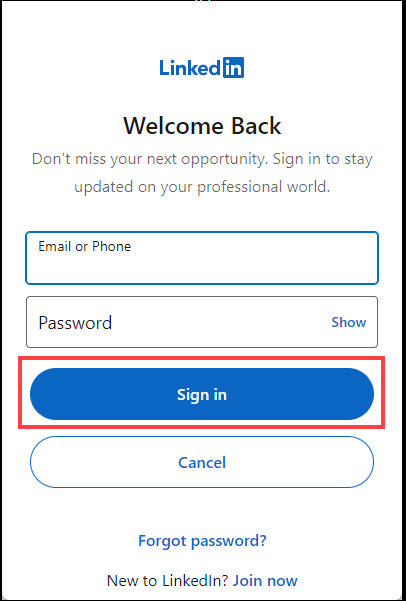 LinkedIn
Welcome Back
Don't miss your next opportunity. Sign in to stay
updated on your professional world.
Email or Phone
Password Show
Sign in
Cancel
Forgot password?
New to LinkedIn? Join now